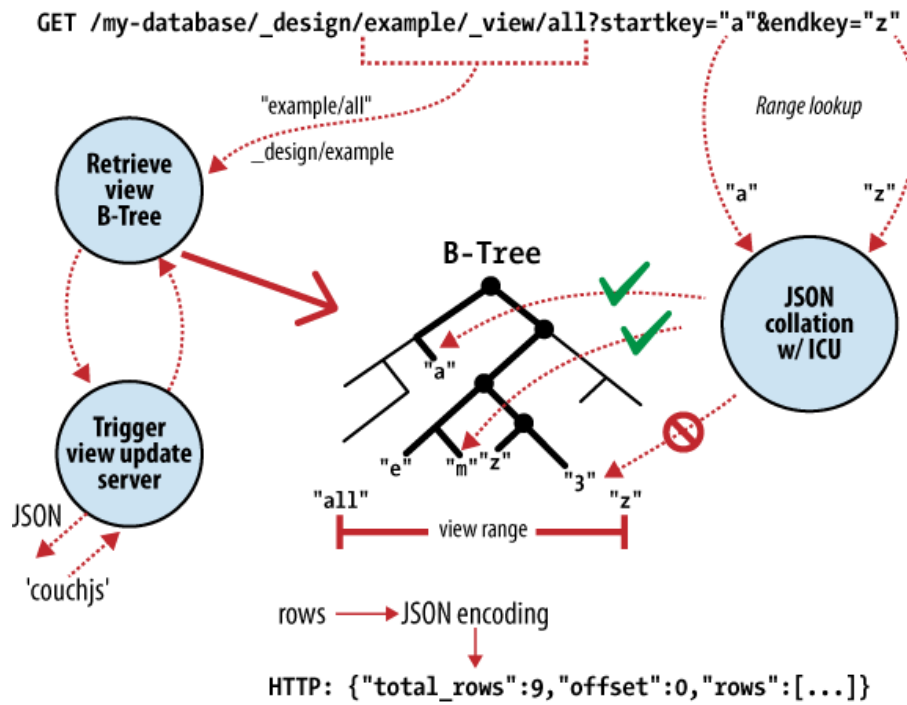 GET /my-database/_design/example/_view/all?startkey="a"&endkey="z"
"example/all"
_design/example
Range lookup
"a"
"z"
Retrieve
view
B-Tree
B-Tree
JSON
collation
w/ ICU
"a"
Trigger
view update
server
"e"
"m"
"z"
"3"
"all"
"z"
view range
JSON
'couchjs'
rows
JSON encoding
HTTP: {"total_rows":9,"offset":0,"rows":[...]}